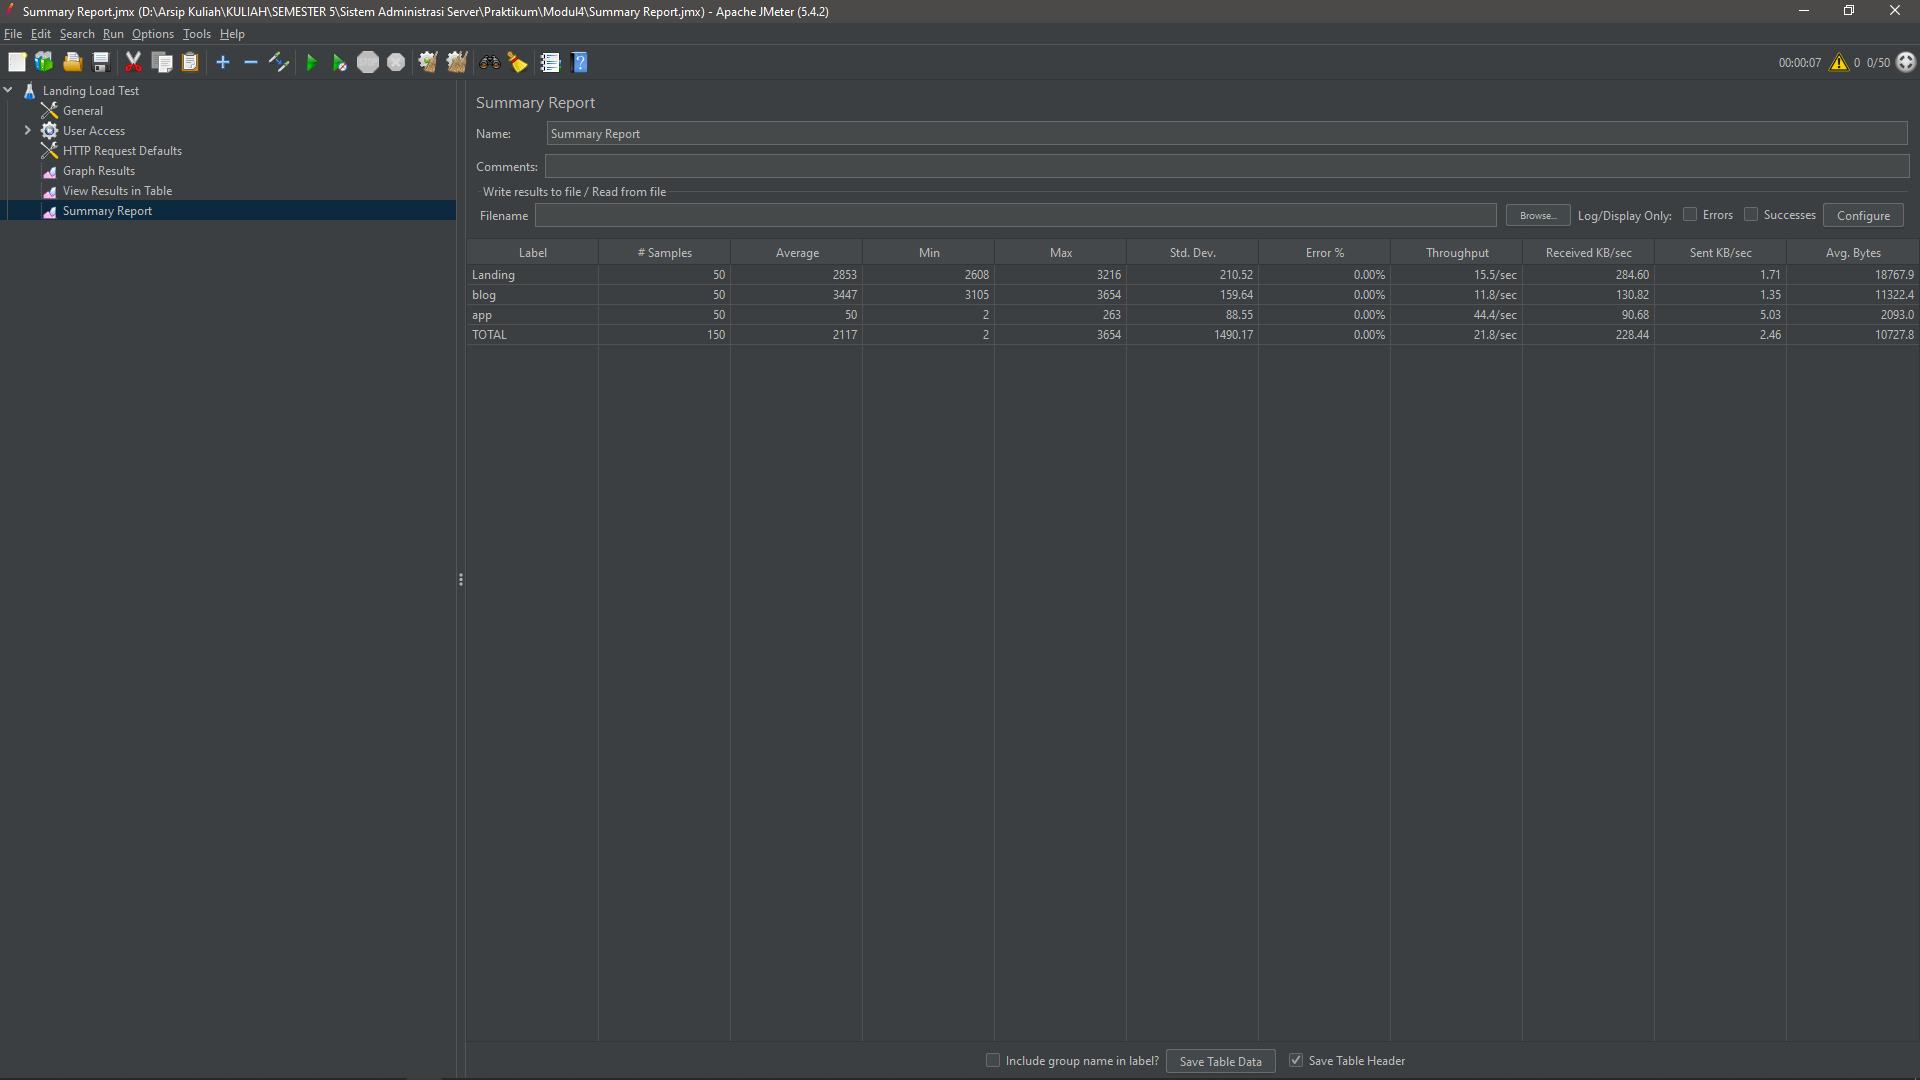 Summary Report.jmx (D:\Arsip Kuliah\KULIAH\SEMESTER 5\Sistem Administrasi Server\Praktikum\Modul4\Summary Report.jmx) - Apache JMeter (5.4.2)
File Edit Search Run Options Tools Help
00:00:07 0 0/50
Landing Load Test
General
User Access
HTTP Request Defaults
Graph Results
View Results in Table
Summary Report
Summary Report
Name: Summary Report
Comments:
Write results to file / Read from file
Filename Browse... Log/Display Only: Errors Successes Configure
Label # Samples Average Min Max Std. Dev. Error % Throughput Received KB/sec Sent KB/sec Avg. Bytes
Landing 50 2853 2608 3216 210.52 0.00% 15.5/sec 284.60 1.71 18767.9
blog 50 3447 3105 3654 159.64 0.00% 11.8/sec 130.82 1.35 11322.4
app 50 50 2 263 88.55 0.00% 44.4/sec 90.68 5.03 2093.0
TOTAL 150 2117 2 3654 1490.17 0.00% 21.8/sec 228.44 2.46 10727.8
Include group name in label? Save Table Data Save Table Header